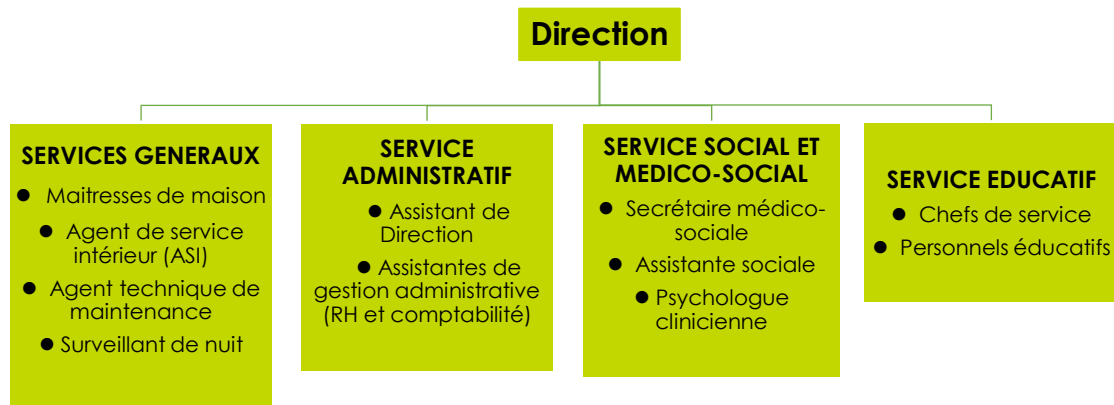 Direction
SERVICES GENERAUX
● Maitresses de maison
● Agent de service
intérieur (ASI)
● Agent technique de
maintenance
● Surveillant de nuit
SERVICE
ADMINISTRATIF
● Assistant de
Direction
● Assistantes de
gestion administrative
(RH et comptabilité)
SERVICE SOCIAL ET
MEDICO-SOCIAL
● Secrétaire médico-
sociale
● Assistante sociale
● Psychologue
clinicienne
SERVICE EDUCATIF
● Chefs de service
● Personnels éducatifs